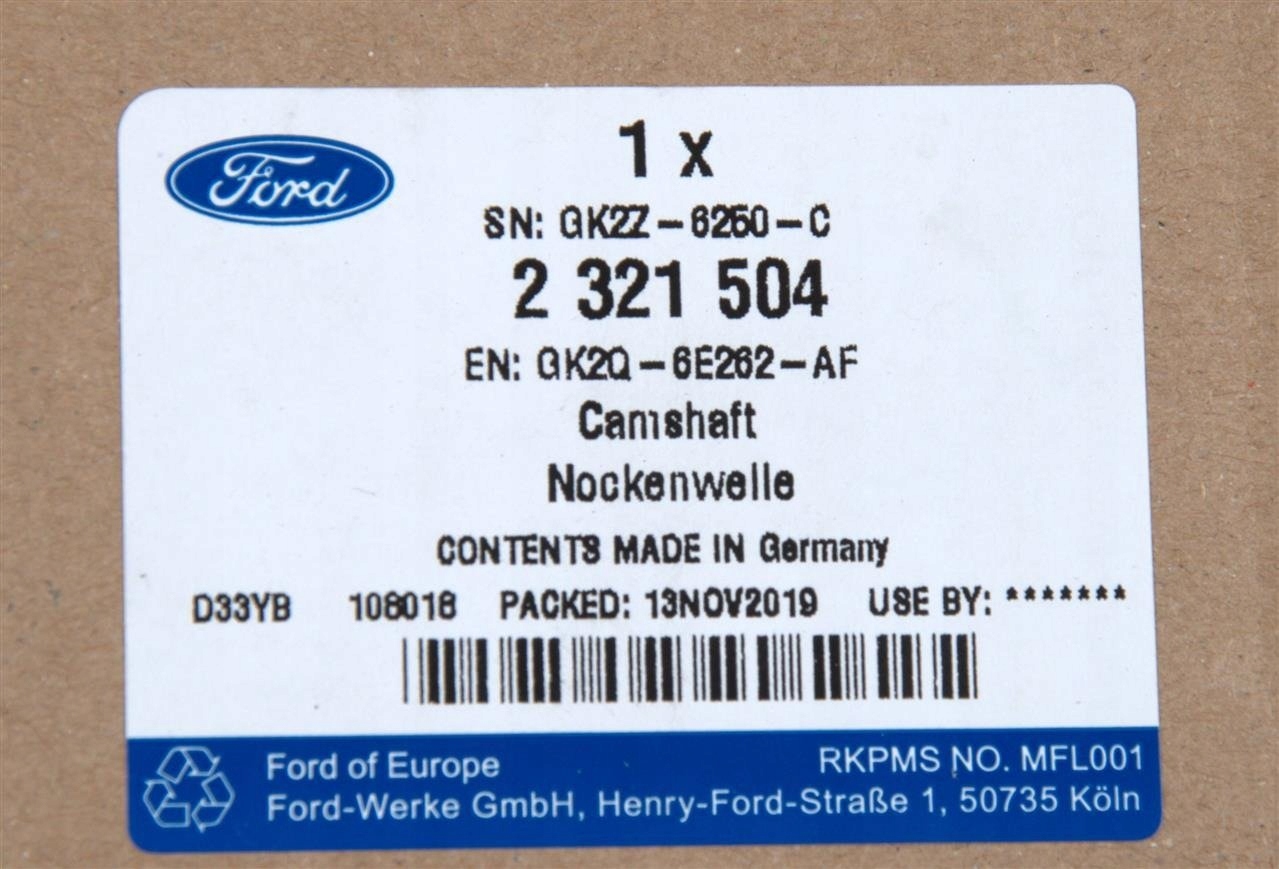 Ford
1 x
SN: GK2Z-6250-C
2 321 504
EN: GK2Q-6E262-AF
Camshaft
Nockenwelle
CONTENTS MADE IN Germany
D33YB 106016 PACKED: 13NOV2019 USE BY: *******
Ford of Europe RKPMS NO. MFL001
Ford-Werke GmbH, Henry-Ford-Straße 1, 50735 Köln